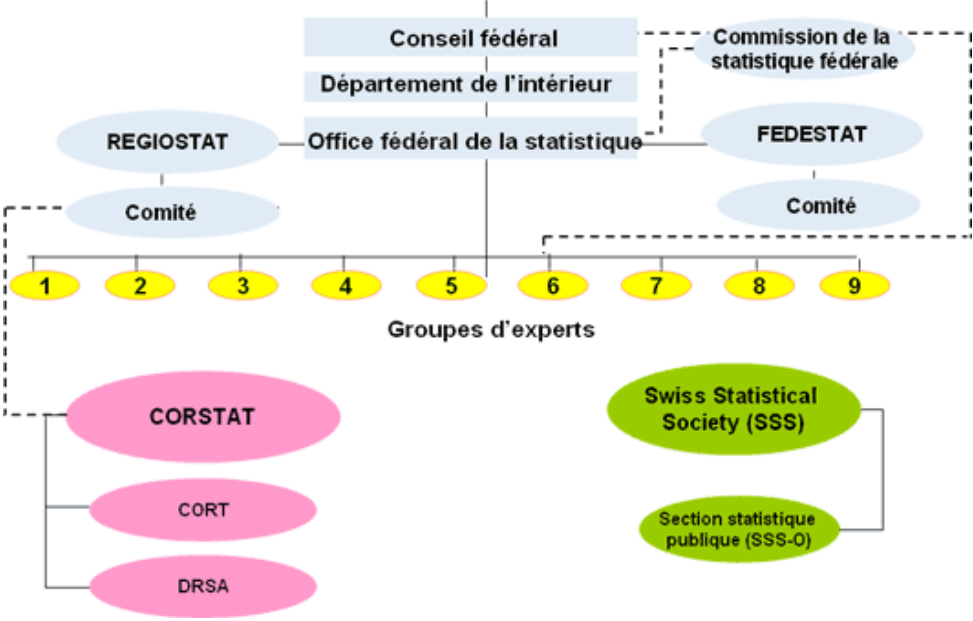 Conseil fédéral
Commission de la
statistique fédérale
Département de l'intérieur
REGIOSTAT
Office fédéral de la statistique
FEDESTAT
Comité
Comité
1 2 3 4 5 6 7 8 9
Groupes d'experts
CORSTAT
CORT
DRSA
Swiss Statistical
Society (SSS)
Section statistique
publique (SSS-O)